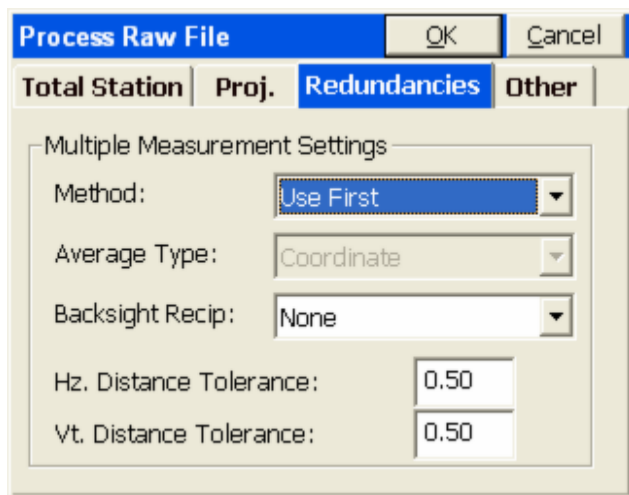 Process Raw File OK Cancel
Total Station Proj. Redundancies Other
Multiple Measurement Settings
Method: Use First
Average Type: Coordinate
Backsight Recip: None
Hz. Distance Tolerance: 0.50
Vt. Distance Tolerance: 0.50